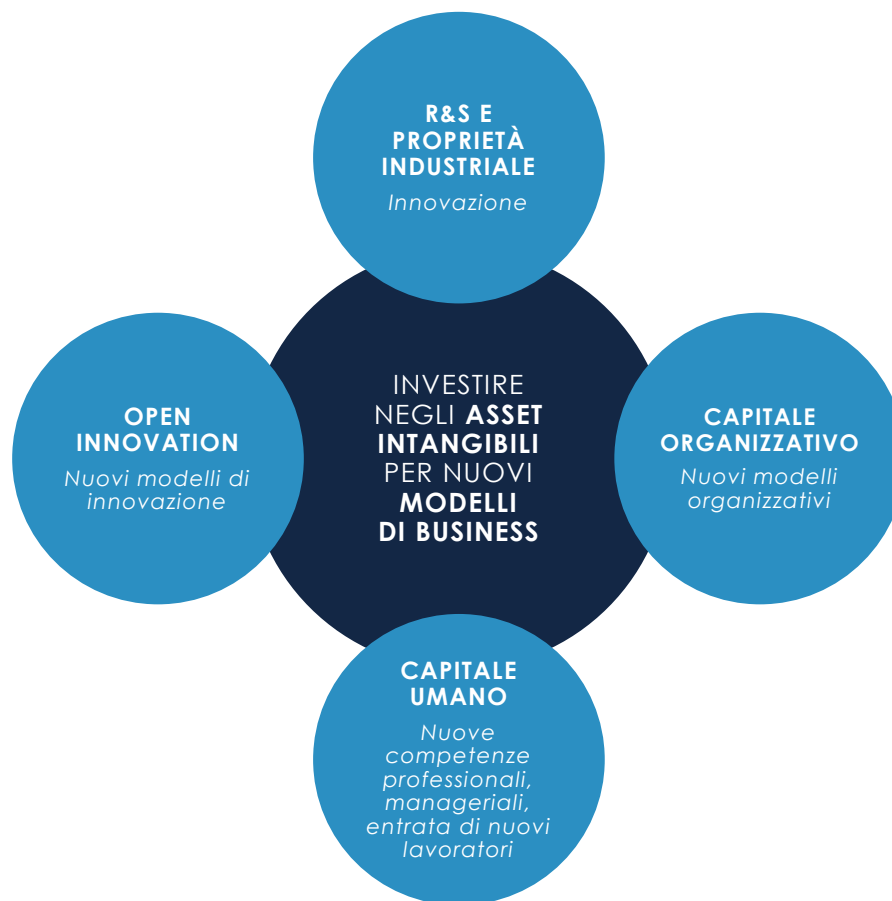 R&S E
PROPRIETÀ
INDUSTRIALE
Innovazione
OPEN
INNOVATION
Nuovi modelli di
innovazione
INVESTIRE
NEGLI ASSET
INTANGIBILI
PER NUOVI
MODELLI
DI BUSINESS
CAPITALE
ORGANIZZATIVO
Nuovi modelli
organizzativi
CAPITALE
UMANO
Nuove
competenze
professionali,
manageriali,
entrata di nuovi
lavoratori